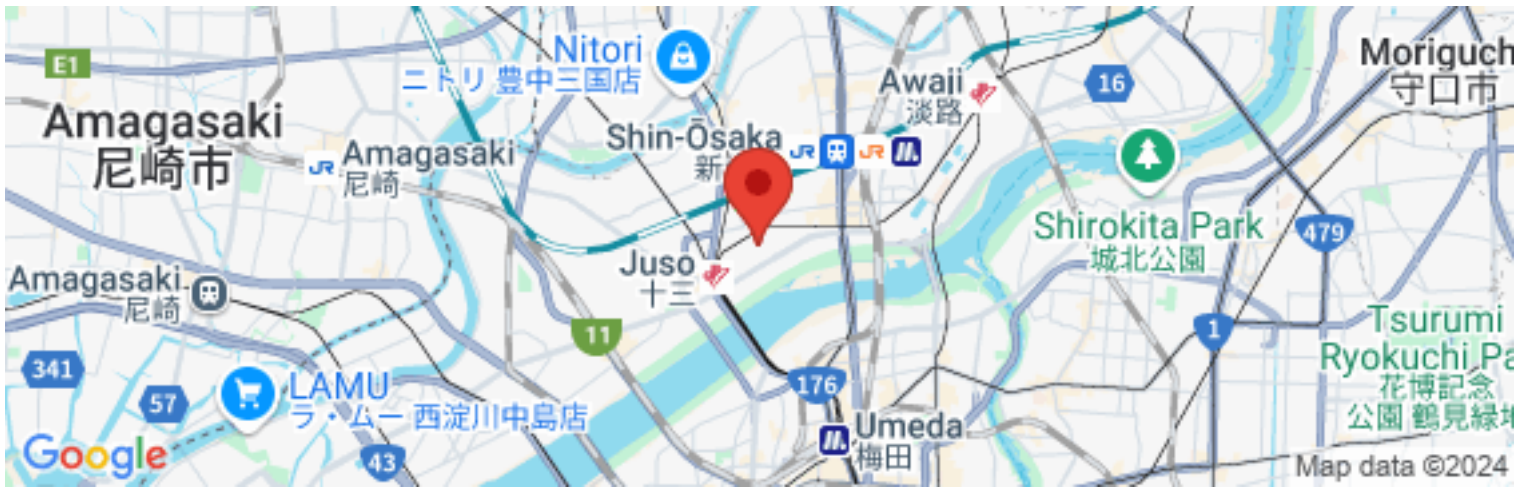 E1
Nitori
ニトリ 豊中三国店
Awaji
淡路
16
Moriguch
守口市
Amagasaki
尼崎市
JR Amagasaki
尼崎
Shin-Ōsaka
新
JR
JR
Shirokita Park
城北公園
479
Juso
十三
Amagasaki
尼崎
11
1
Tsurumi
Ryokuchi Pa
花博記念
公園 鶴見緑地
341
57
LAMU
ラ・ムー 西淀川中島店
176
Umeda
梅田
43
Google
Map data ©2024